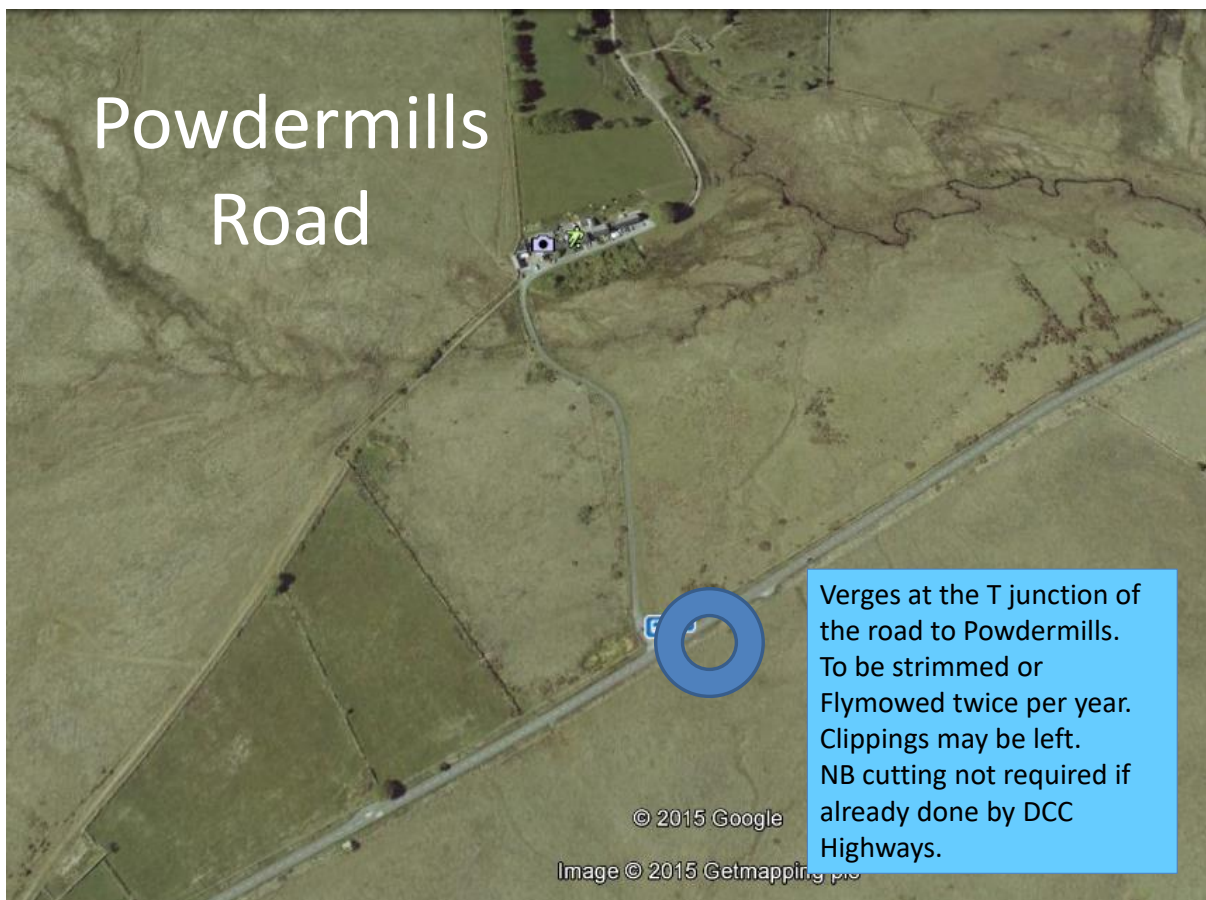 Powdermills
Road
Verges at the T junction of
the road to Powdermills.
To be strimmed or
Flymowed twice per year.
Clippings may be left.
NB cutting not required if
already done by DCC
Highways.
© 2015 Google
Image © 2015 Getmapping plc